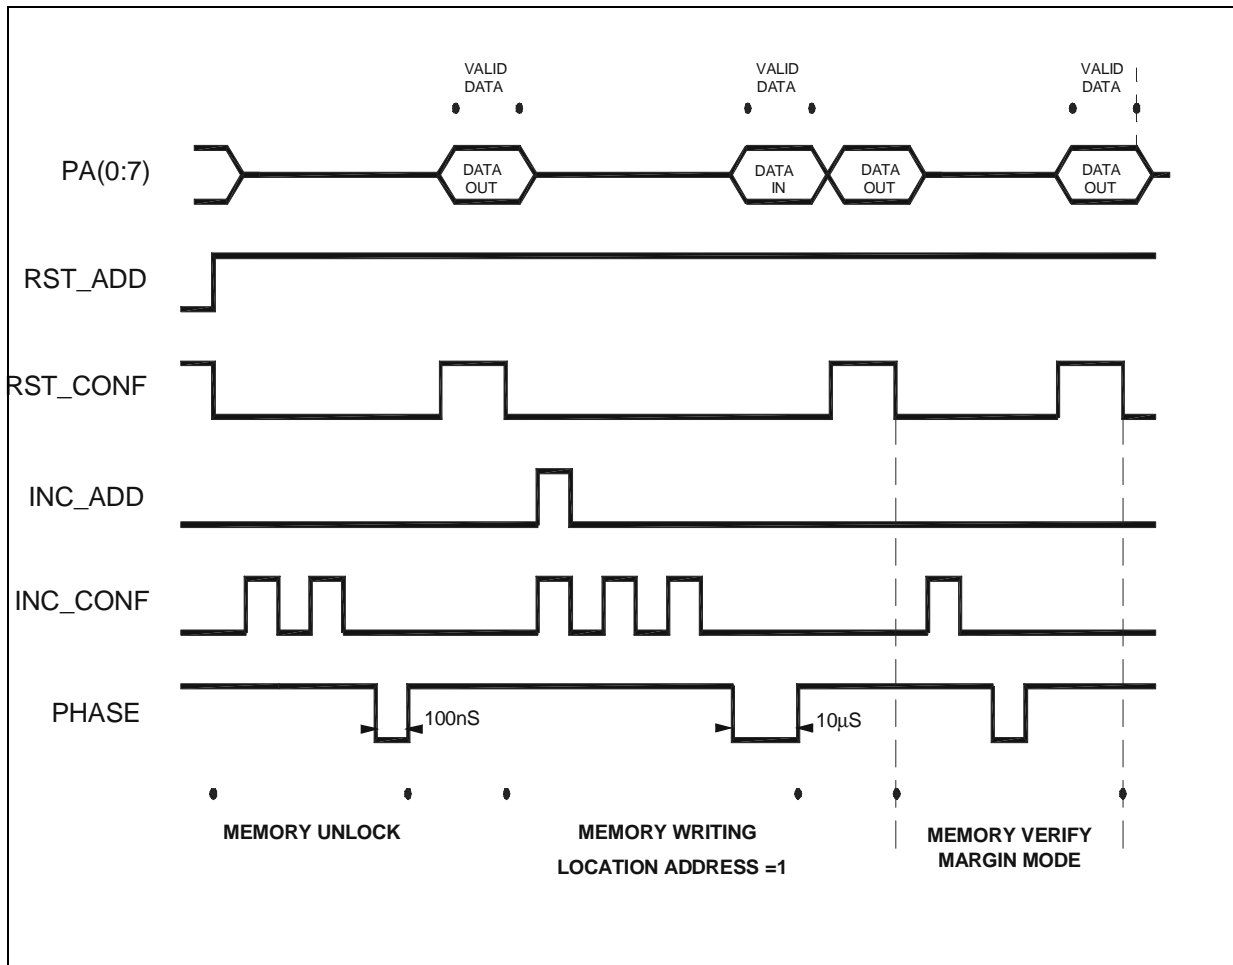 VALID
DATA
VALID
DATA
VALID
DATA
PA(0:7)
DATA
OUT
DATA
IN
DATA
OUT
DATA
OUT
RST_ADD
RST_CONF
INC_ADD
INC_CONF
PHASE
100nS
10µS
MEMORY UNLOCK
MEMORY WRITING
LOCATION ADDRESS =1
MEMORY VERIFY
MARGIN MODE